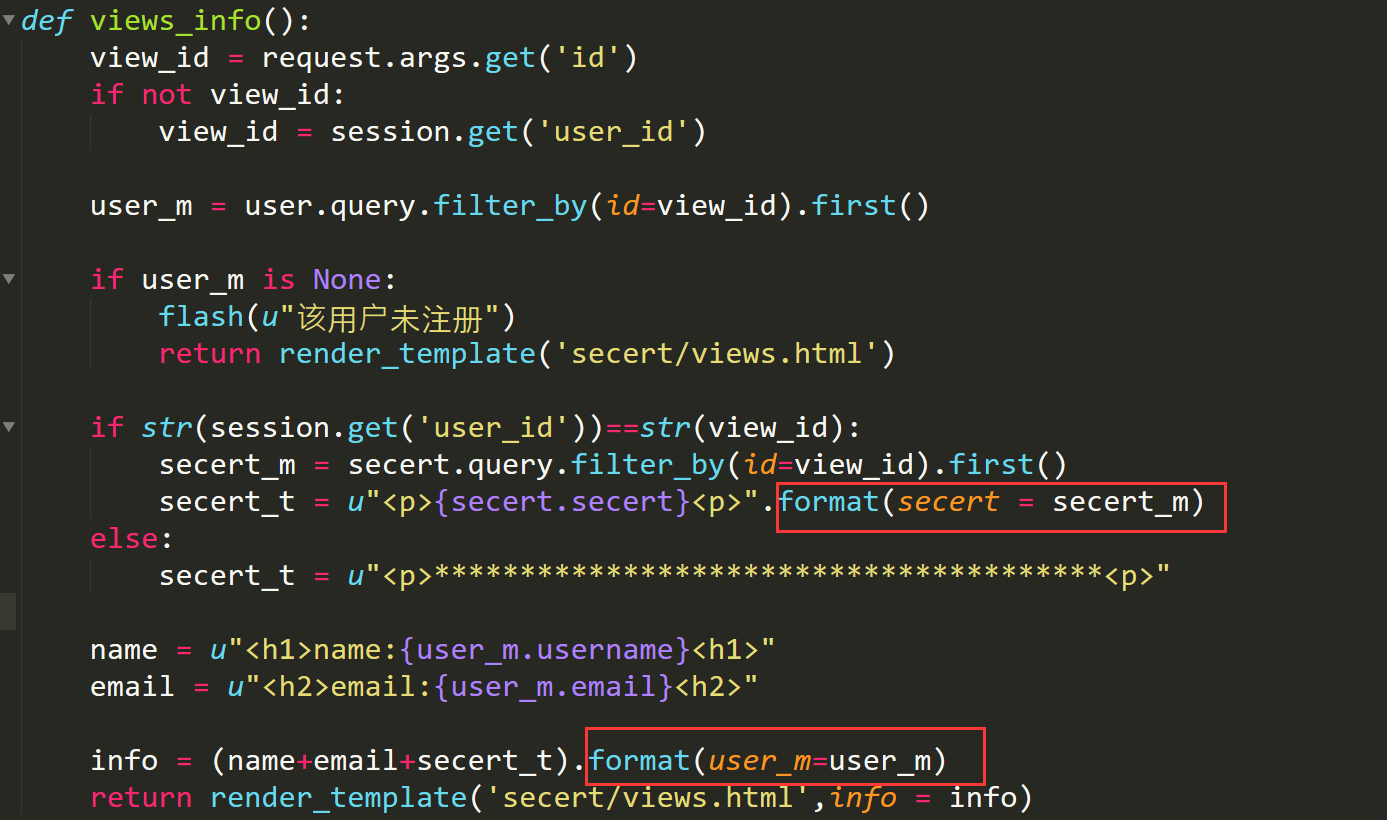 def views_info():
view_id = request.args.get('id')
if not view_id:
view_id = session.get('user_id')
user_m = user.query.filter_by(id=view_id).first()
if user_m is None:
flash(u"该用户未注册")
return render_template('secert/views.html')
if str(session.get('user_id'))==str(view_id):
secert_m = secert.query.filter_by(id=view_id).first()
secert_t = u"<p>{secert.secert}<p>".format(secert = secert_m)
else:
secert_t = u"<p>***************************************<p>"
name = u"<h1>name:{user_m.username}<h1>"
email = u"<h2>email:{user_m.email}<h2>"
info = (name+email+secert_t).format(user_m=user_m)
return render_template('secert/views.html',info = info)